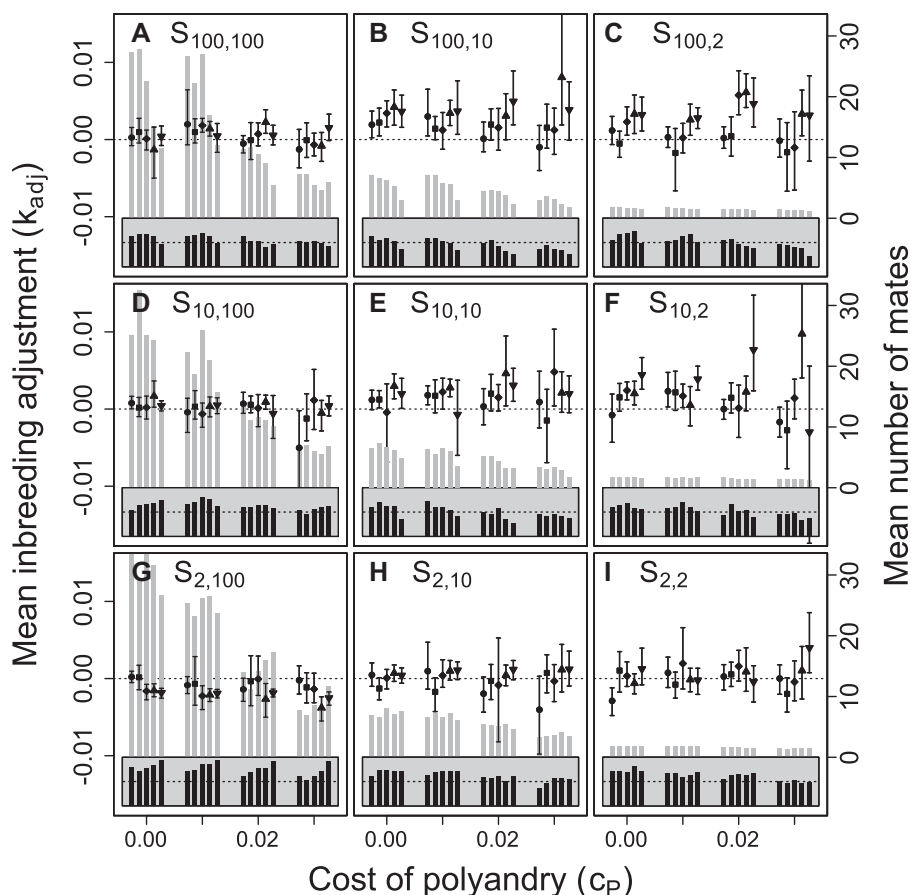 A S100,100
B S100,10
C S100,2
0.01
0.00
-0.01
30
20
10
0
D S10,100
E S10,10
F S10,2
0.01
0.00
-0.01
30
20
10
0
G S2,100
H S2,10
I S2,2
0.01
0.00
-0.01
30
20
10
0
0.00 0.02
0.00 0.02
0.00 0.02
Mean inbreeding adjustment (kadj)
Mean number of mates
Cost of polyandry (cP)